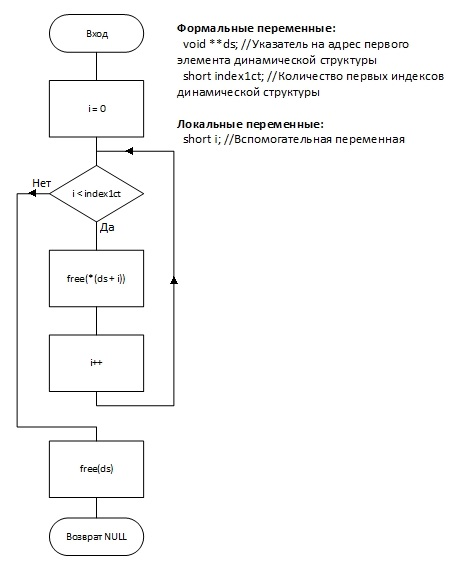 Вход
i = 0
i < index1ct
Нет
Да
free(*(ds + i))
i++
free(ds)
Возврат NULL
Формальные переменные:
void **ds; //Указатель на адрес первого
элемента динамической структуры
short index1ct; //Количество первых индексов
динамической структуры
Локальные переменные:
short i; //Вспомогательная переменная